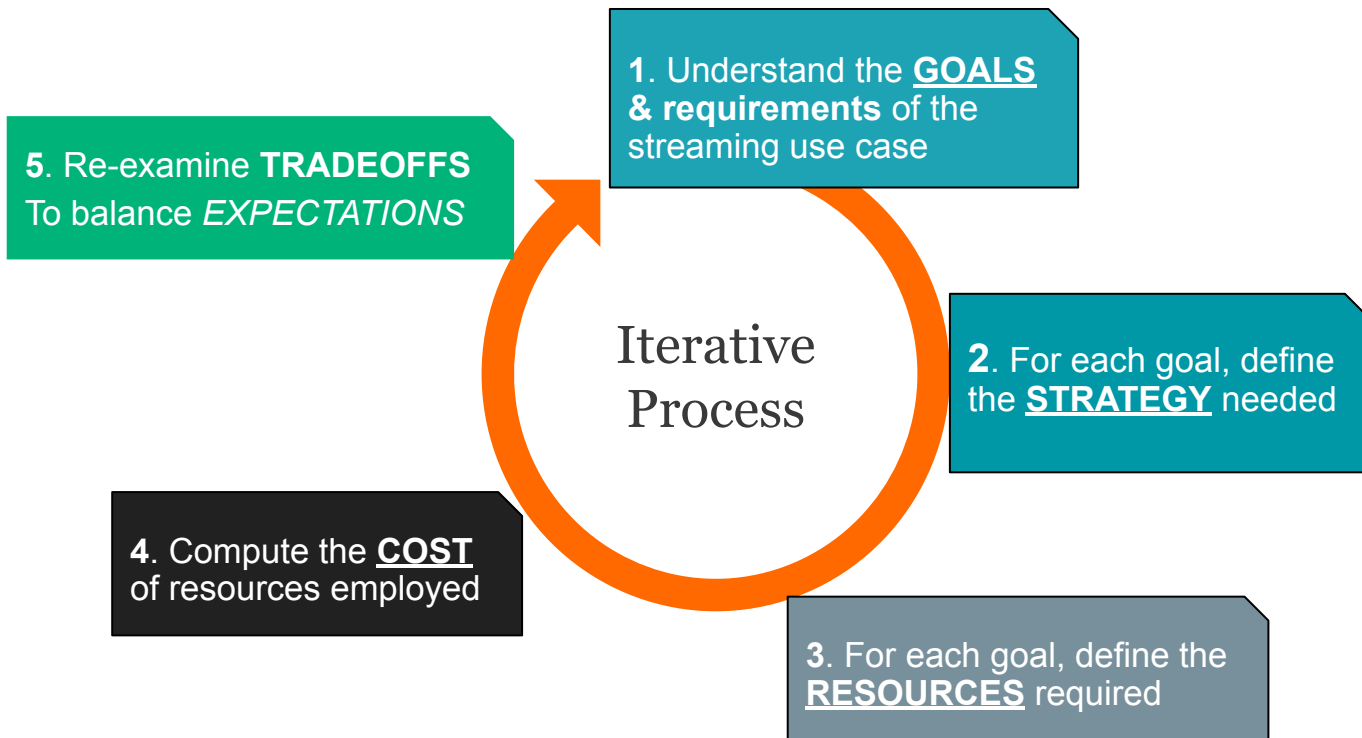 1. Understand the GOALS
& requirements of the
streaming use case
5. Re-examine TRADEOFFS
To balance EXPECTATIONS
Iterative
Process
2. For each goal, define
the STRATEGY needed
4. Compute the COST
of resources employed
3. For each goal, define the
RESOURCES required